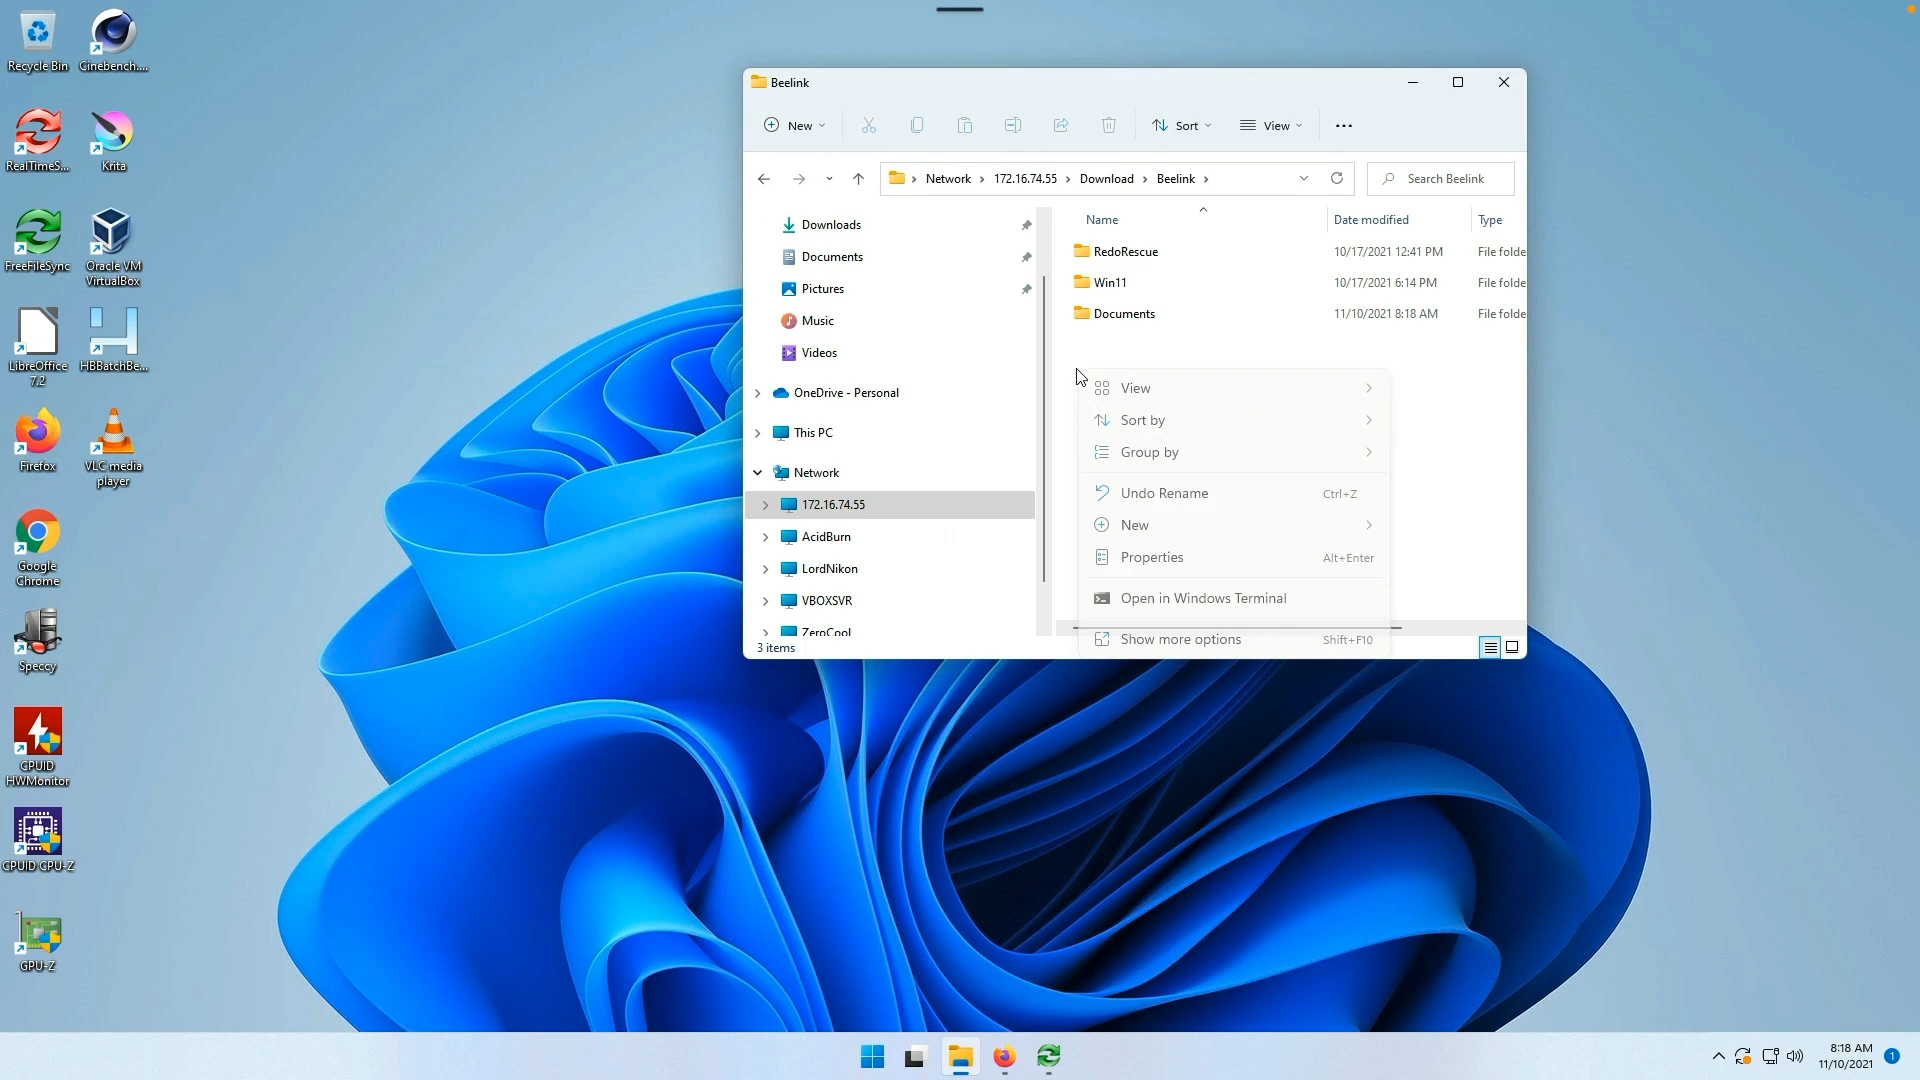 Recycle Bin
Cinebench....
RealTimeS...
Krita
FreeFileSync
Oracle VM
VirtualBox
LibreOffice
7.2
HBBatchBe...
Firefox
VLC media
player
Google
Chrome
Speccy
CPUID
HWMonitor
CPUID CPU-Z
GPU-Z
Beelink
New
Sort
View
Network
172.16.74.55
Download
Beelink
Search Beelink
Downloads
Documents
Pictures
Music
Videos
OneDrive - Personal
This PC
Network
172.16.74.55
AcidBurn
LordNikon
VBOXSVR
ZeroCool
3 items
Name Date modified Type
RedoRescue 10/17/2021 12:41 PM File folde
Win11 10/17/2021 6:14 PM File folde
Documents 11/10/2021 8:18 AM File folde
View
Sort by
Group by
Undo Rename Ctrl+Z
New
Properties Alt+Enter
Open in Windows Terminal
Show more options Shift+F10
8:18 AM
11/10/2021
1